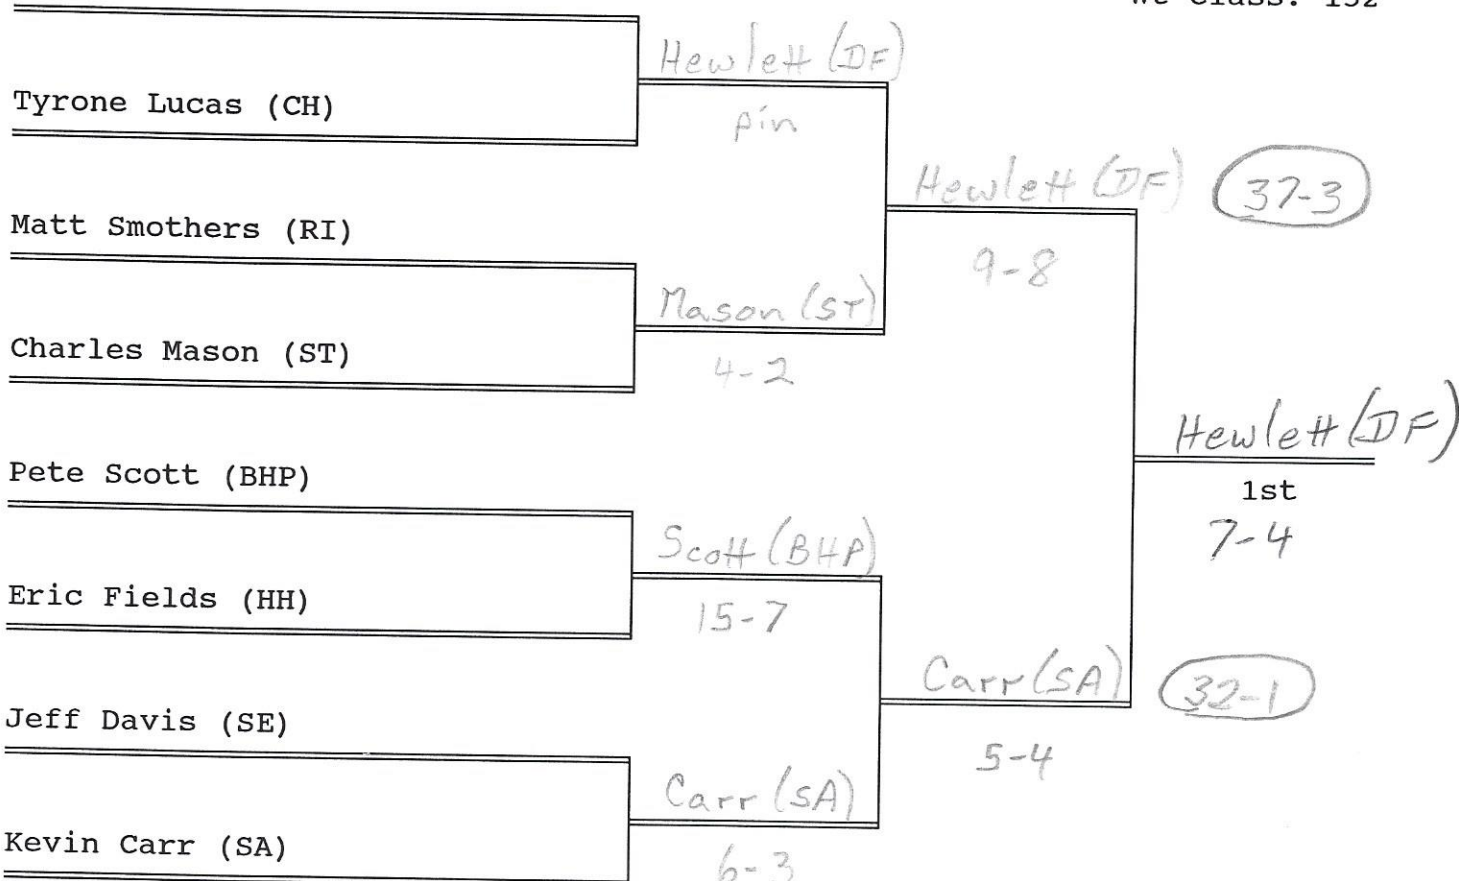 Hewlett (DF)
Tyrone Lucas (CH)
pin
Hewlett (DF) 37-3
Matt Smothers (RI)
9-8
Mason (ST)
Charles Mason (ST)
4-2
Hewlett (DF)
Pete Scott (BHP)
1st
Scott (BHP)
7-4
Eric Fields (HH)
15-7
Carr (SA) 32-1
Jeff Davis (SE)
5-4
Carr (SA)
Kevin Carr (SA)
6-3